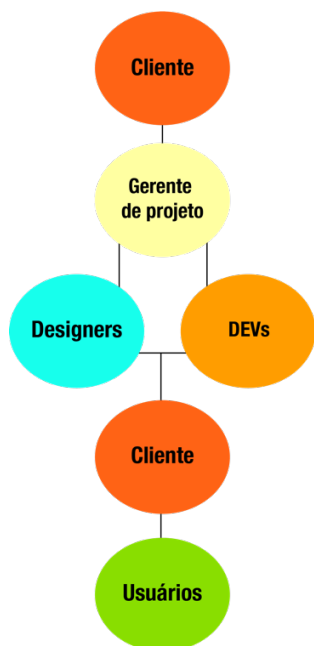 Cliente
Gerente
de projeto
Designers
DEVs
Cliente
Usuários